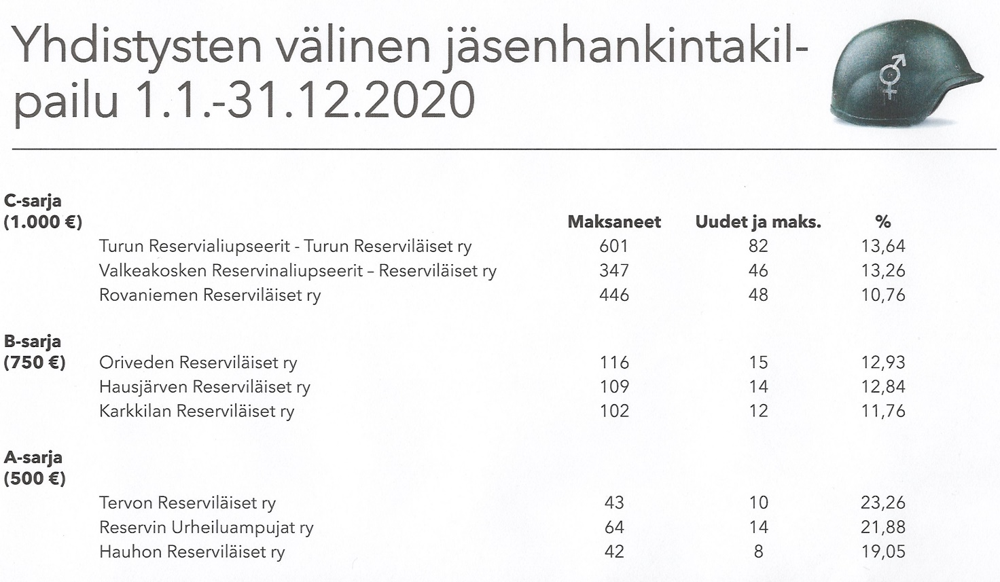 Yhdistysten välinen jäsenhankintakil-
pailu 1.1.-31.12.2020
C-sarja
(1.000 €) Maksaneet Uudet ja maks. %
Turun Reservialiupseerit - Turun Reserviläiset ry 601 82 13,64
Valkeakosken Reservinaliupseerit – Reserviläiset ry 347 46 13,26
Rovaniemen Reserviläiset ry 446 48 10,76
B-sarja
(750 €) Oriveden Reserviläiset ry 116 15 12,93
Hausjärven Reserviläiset ry 109 14 12,84
Karkkilan Reserviläiset ry 102 12 11,76
A-sarja
(500 €)
Tervon Reserviläiset ry 43 10 23,26
Reservin Urheiluampujat ry 64 14 21,88
Hauhon Reserviläiset ry 42 8 19,05